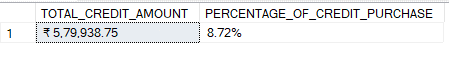 TOTAL_CREDIT_AMOUNT PERCENTAGE_OF_CREDIT_PURCHASE
1 ₹ 5,79,938.75 8.72%